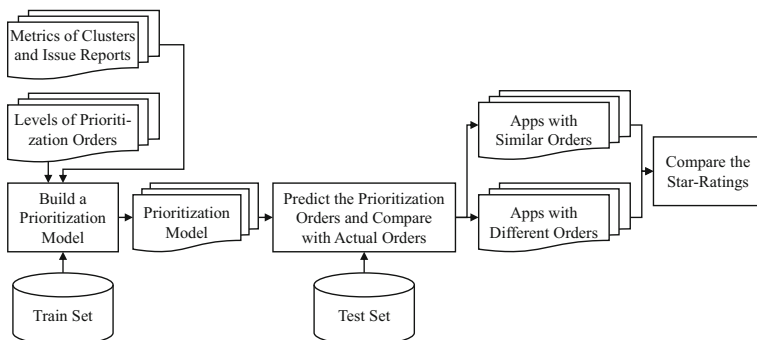 Metrics of Clusters
and Issue Reports
Levels of Prioriti-
zation Orders
Build a
Prioritization
Model
Prioritization
Model
Predict the Prioritization
Orders and Compare
with Actual Orders
Apps with
Similar Orders
Apps with
Different Orders
Compare the
Star-Ratings
Train Set
Test Set